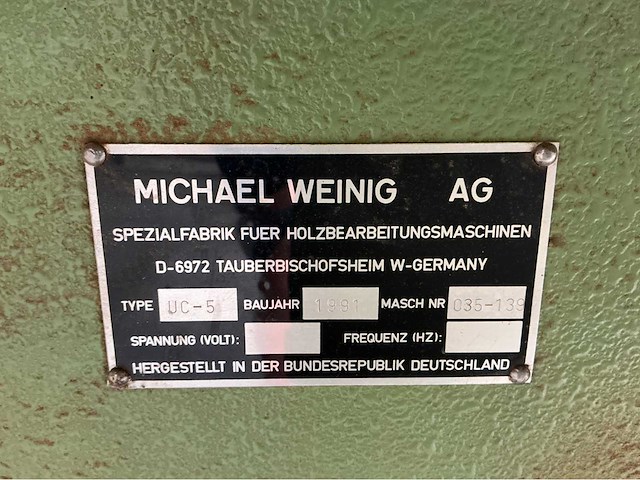 MICHAEL WEINIG AG
SPEZIALFABRIK FUER HOLZBEARBEITUNGSMASCHINEN
D-6972 TAUBERBISCHOFSHEIM W-GERMANY
TYPE UC-5 BAUJAHR 1991 MASCH NR 035-139
SPANNUNG (VOLT): FREQUENZ (HZ):
HERGESTELLT IN DER BUNDESREPUBLIK DEUTSCHLAND